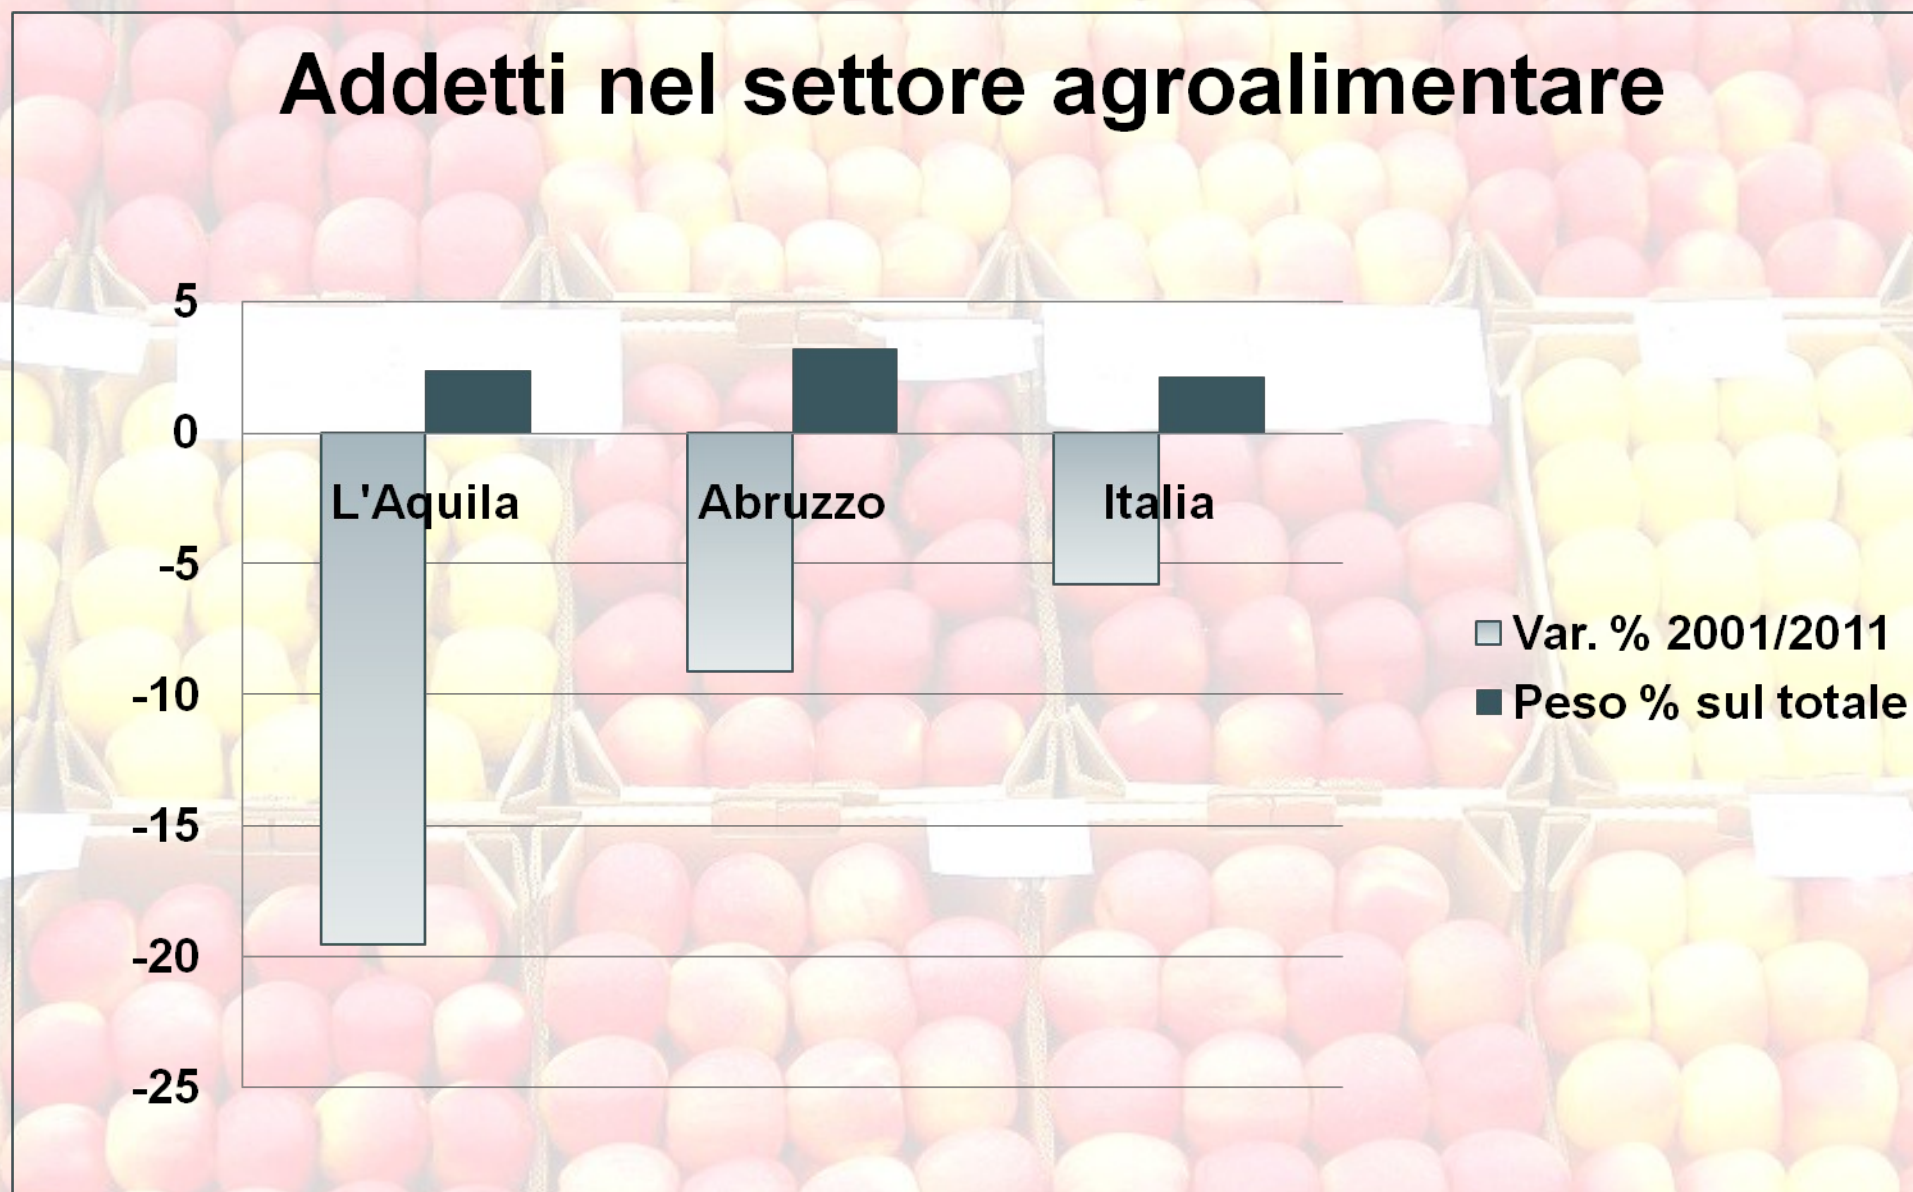 Addetti nel settore agroalimentare
5
0
L'Aquila Abruzzo Italia
-5
-10
-15
-20
-25
Var. % 2001/2011
Peso % sul totale